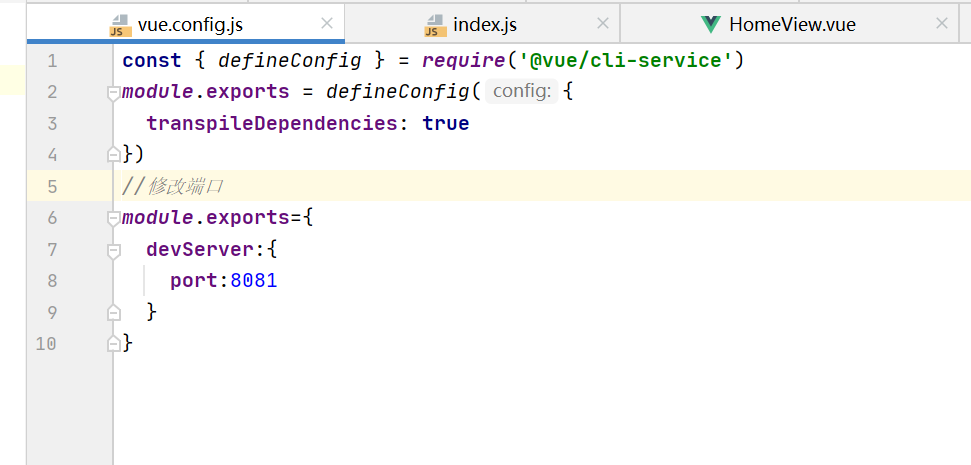 vue.config.js
index.js
HomeView.vue
1 const { defineConfig } = require('@vue/cli-service')
2 module.exports = defineConfig( config: {
3   transpileDependencies: true
4 })
5 //修改端口
6 module.exports={
7   devServer:{
8     port:8081
9   }
10 }